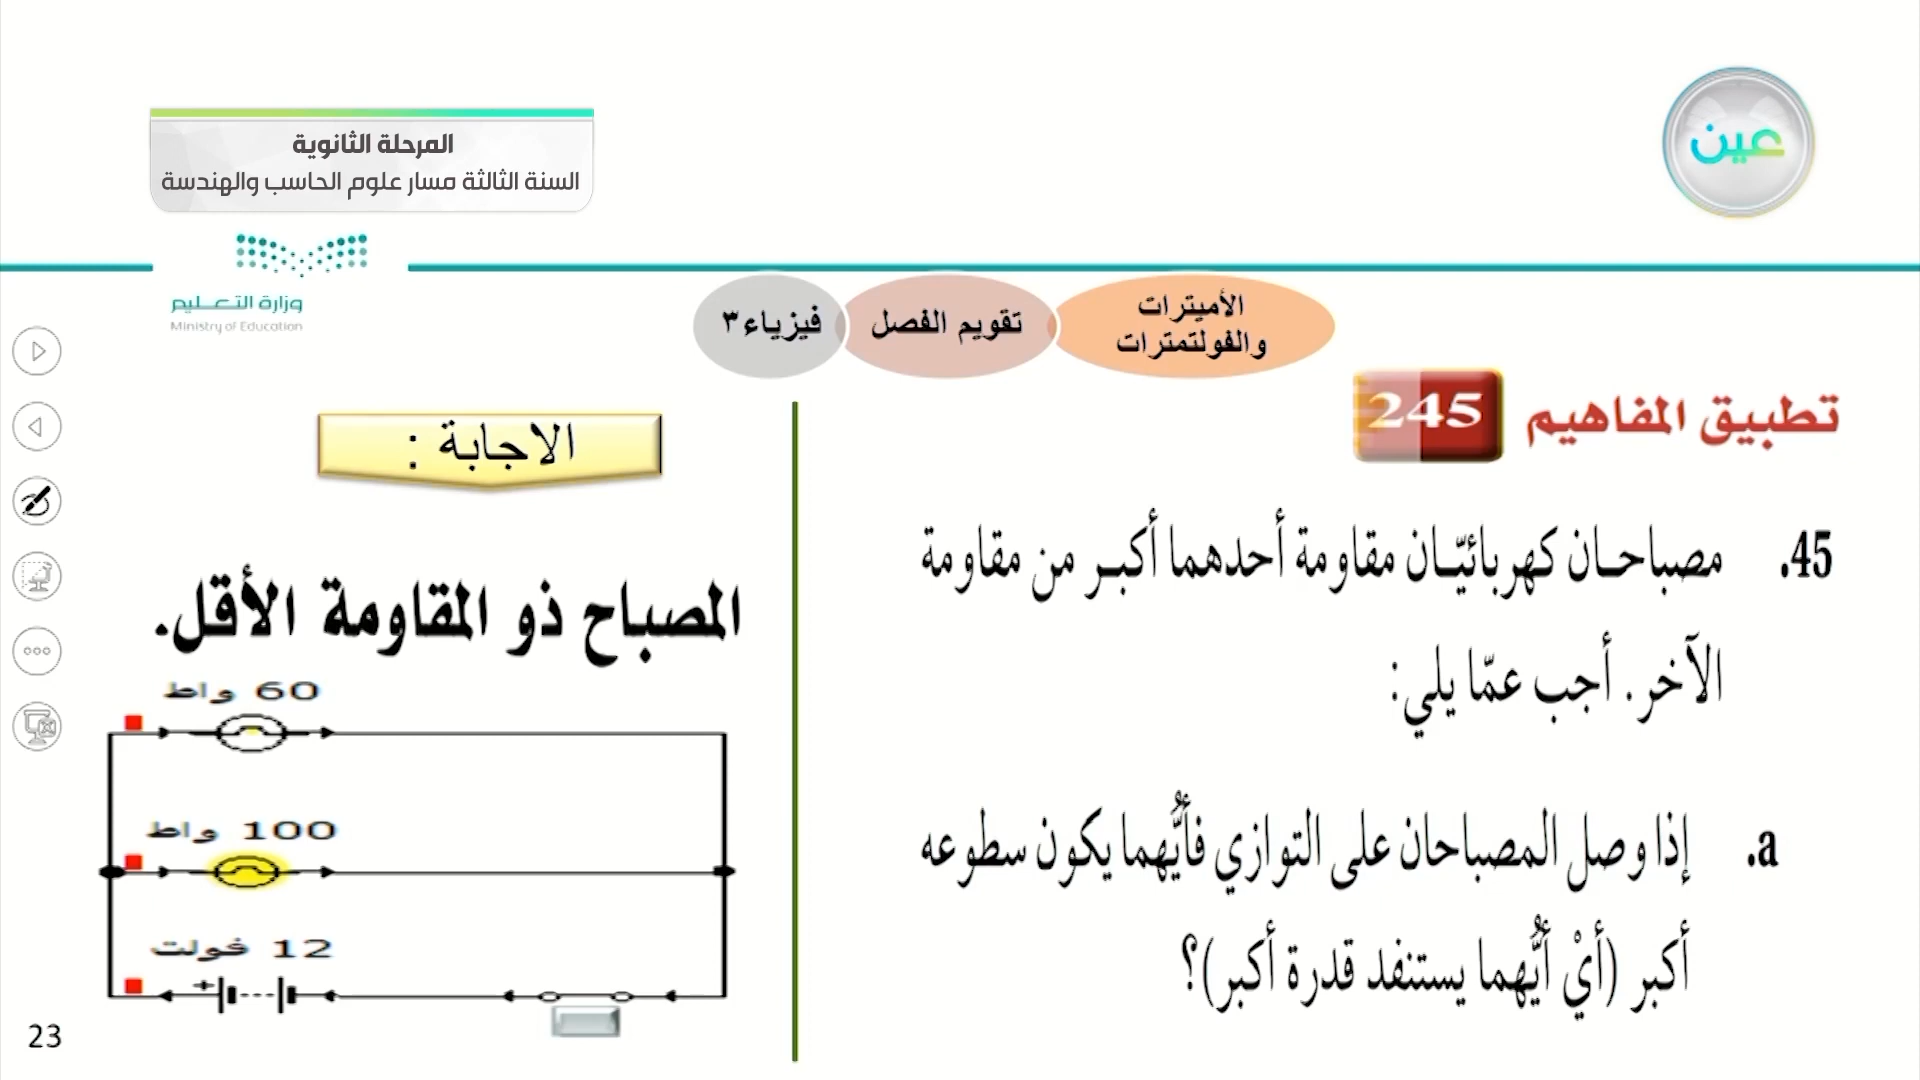 المرحلة الثانوية
السنة الثالثة مسار علوم الحاسب والهندسة
عين
وزارة التعليم
Ministry of Education
الأميترات
والفولتمترات
تقويم الفصل
فيزياء٣
تطبيق المفاهيم 245
45. مصباحان كهربائيّان مقاومة أحدهما أكبر من مقاومة
الآخر. أجب عمّا يلي:
a. إذا وصل المصباحان على التوازي فأيُّهما يكون سطوعه
أكبر (أيْ أيُّهما يستنفد قدرة أكبر)؟
الاجابة :
المصباح ذو المقاومة الأقل.
60 واط
100 واط
12 فولت
+
23